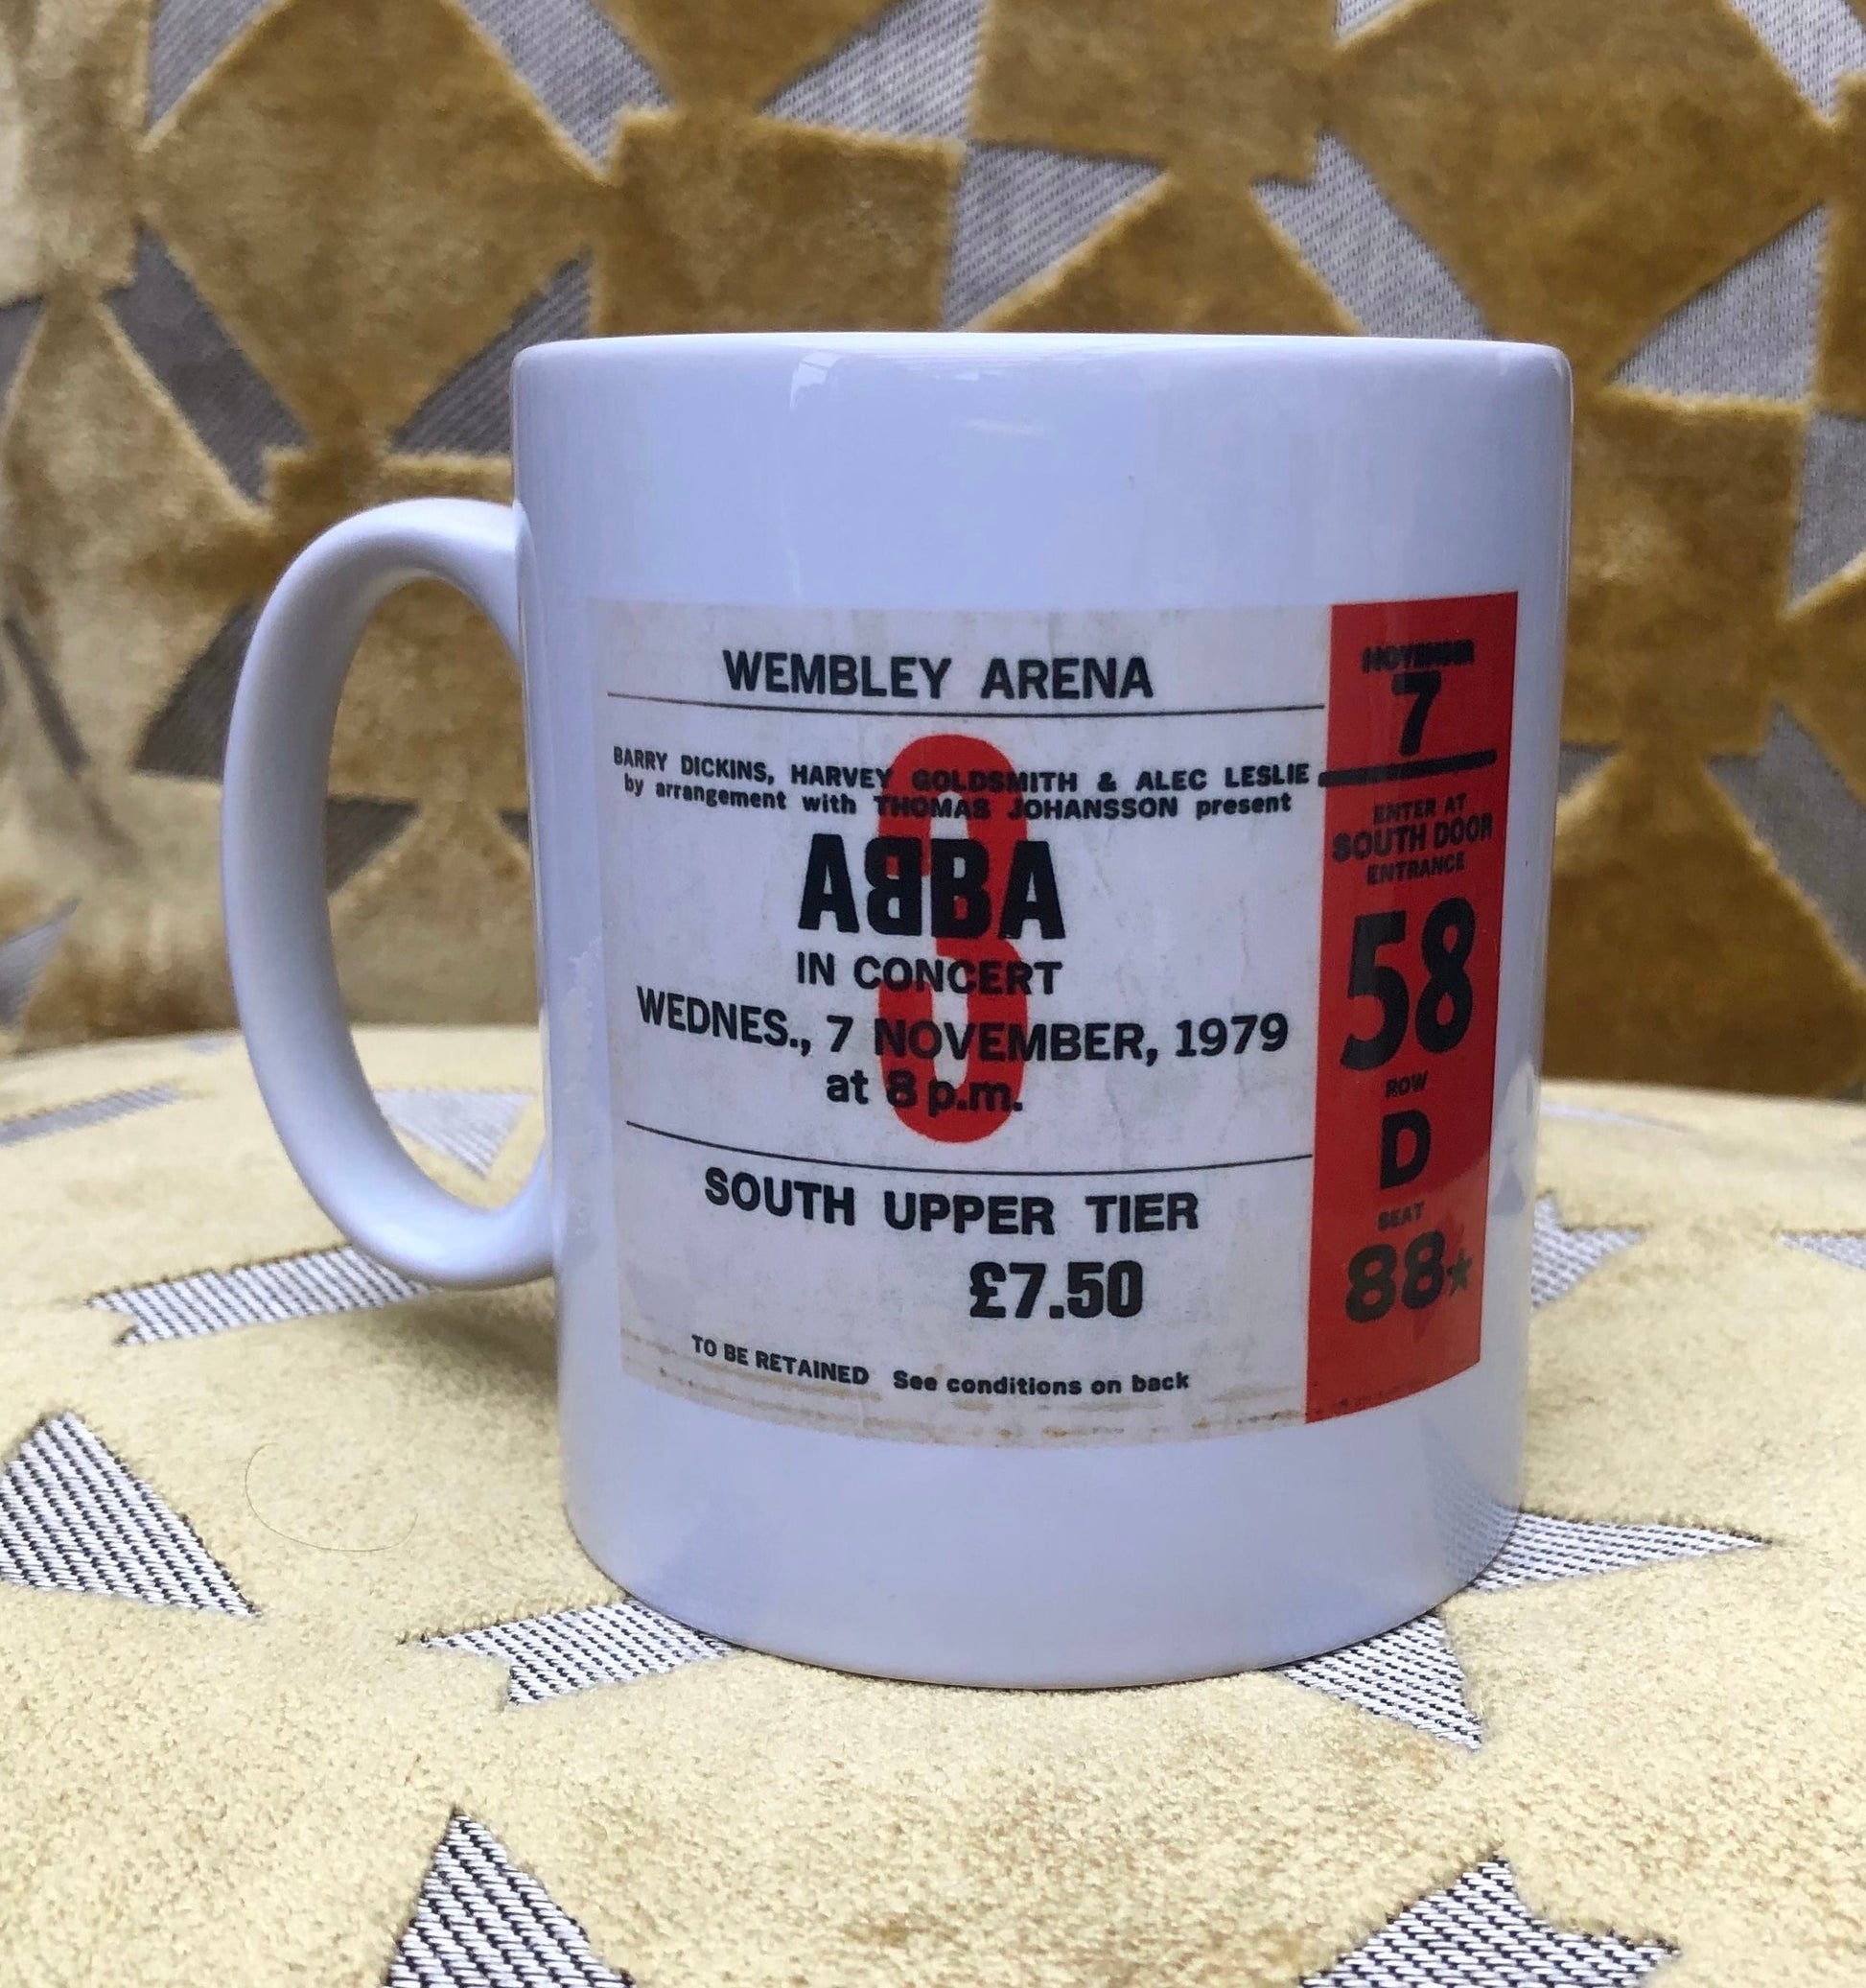 WEMBLEY ARENA
BARRY DICKINS, HARVEY GOLDSMITH & ALEC LESLIE
by arrangement with THOMAS JOHANSSON present
3
ABBA
IN CONCERT
WEDNES., 7 NOVEMBER, 1979
at 8 p.m.
SOUTH UPPER TIER
£7.50
TO BE RETAINED See conditions on back
NOVEMBER
7
ENTER AT
SOUTH DOOR
ENTRANCE
58
ROW
D
SEAT
88★